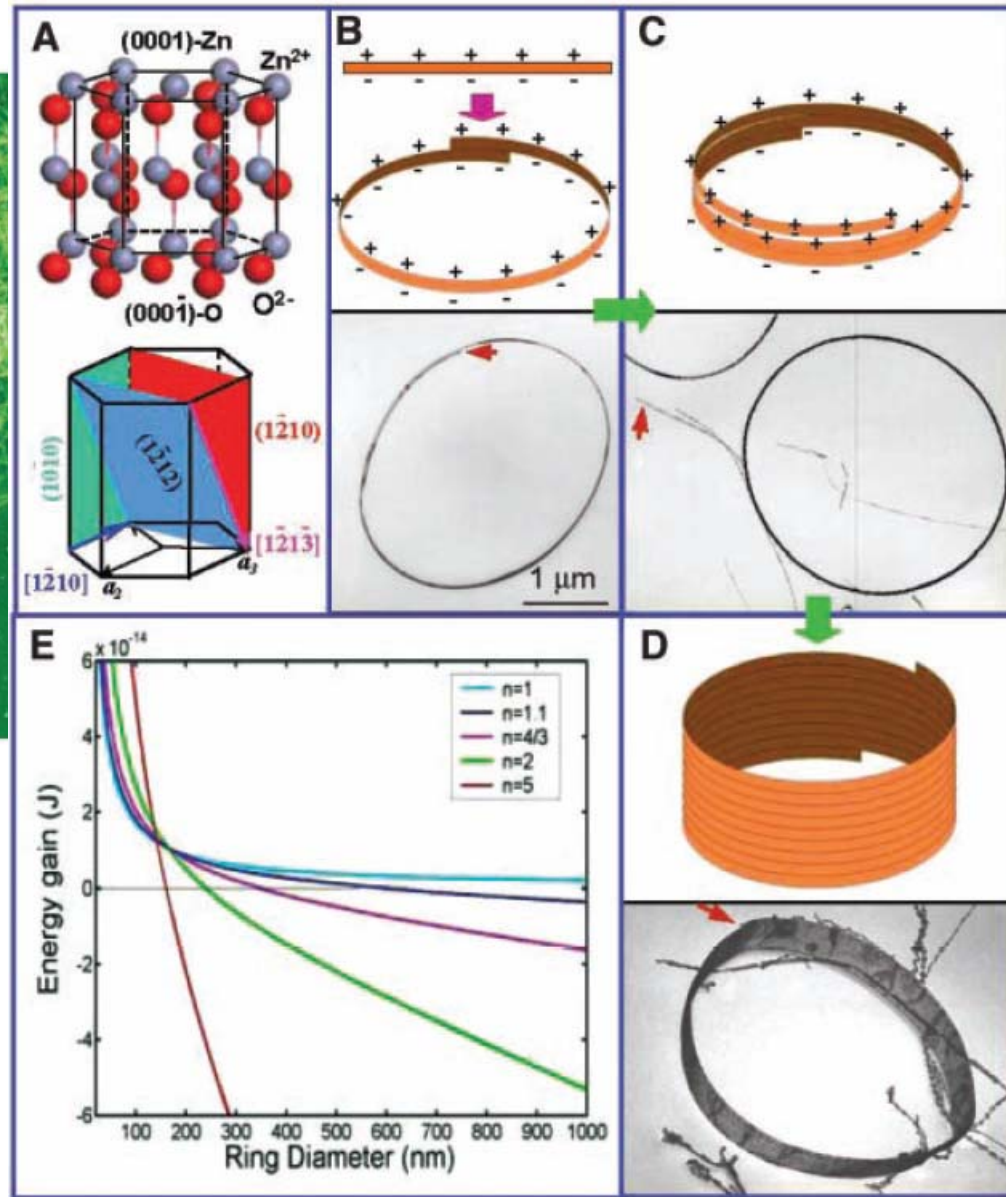 A
(0001)-Zn
Zn2+
(0001̄)-O
O2-
(101̄0)
(12̄12)
(12̄10)
[12̄13̄]
[12̄10]
a2
a3
B
+ + + + +
- - - - -
1 μm
C
D
E
x 10-14
6
4
2
0
-2
-4
-6
Energy gain (J)
n=1
n=1.1
n=4/3
n=2
n=5
100 200 300 400 500 600 700 800 900 1000
Ring Diameter (nm)